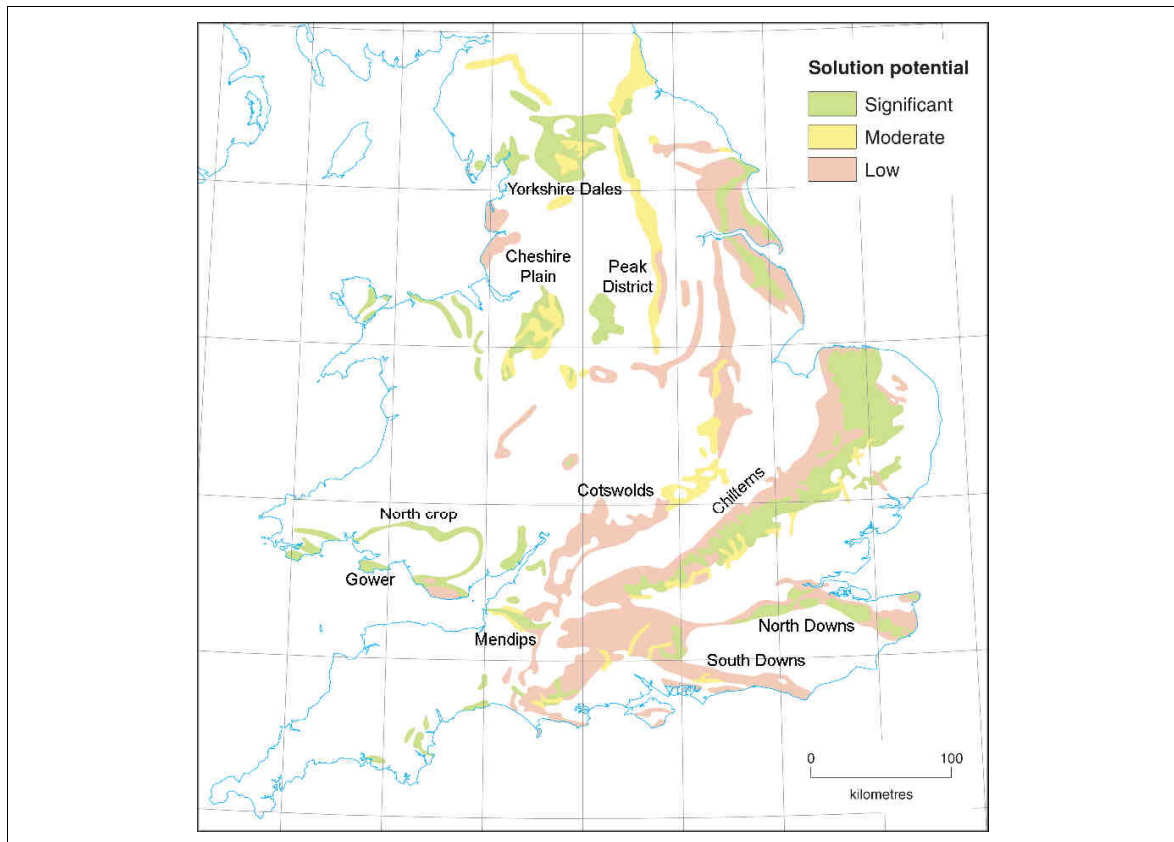 Solution potential
Significant
Moderate
Low
Yorkshire Dales
Cheshire
Plain
Peak
District
Chilterns
Cotswolds
North crop
Gower
Mendips
North Downs
South Downs
0 100
kilometres